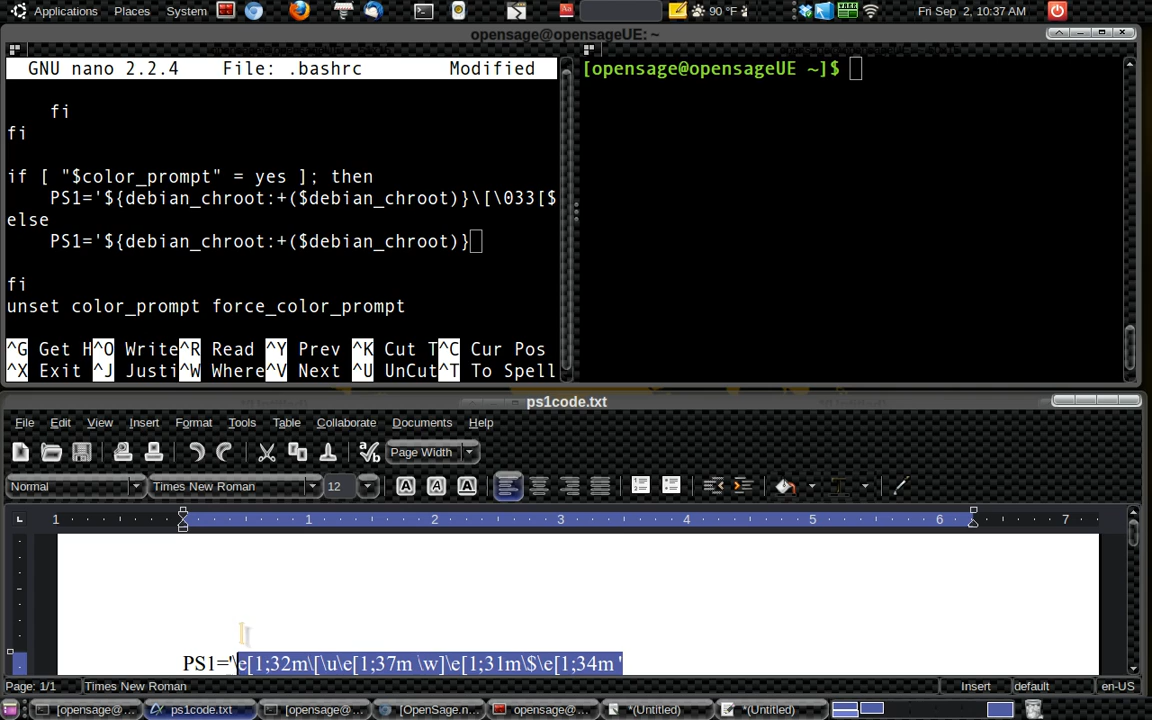 Applications Places System 90 °F Fri Sep 2, 10:37 AM
opensage@opensageUE: ~
GNU nano 2.2.4 File: .bashrc Modified
fi
fi
if [ "$color_prompt" = yes ]; then
PS1='${debian_chroot:+($debian_chroot)}\[\033[$
else
PS1='${debian_chroot:+($debian_chroot)}
fi
unset color_prompt force_color_prompt
^G Get H^O Write^R Read ^Y Prev ^K Cut T^C Cur Pos
^X Exit ^J Justi^W Where^V Next ^U UnCut^T To Spell
[opensage@opensageUE ~]$
ps1code.txt
File Edit View Insert Format Tools Table Collaborate Documents Help
Page Width
Normal Times New Roman 12
1 1 2 3 4 5 6 7
PS1='\e[1;32m\[\u\e[1;37m \w]\e[1;31m\$\e[1;34m '
Page: 1/1 Times New Roman Insert default en-US
[opensage@... ps1code.txt [opensage@... [OpenSage.n... opensage@... *(Untitled) *(Untitled)